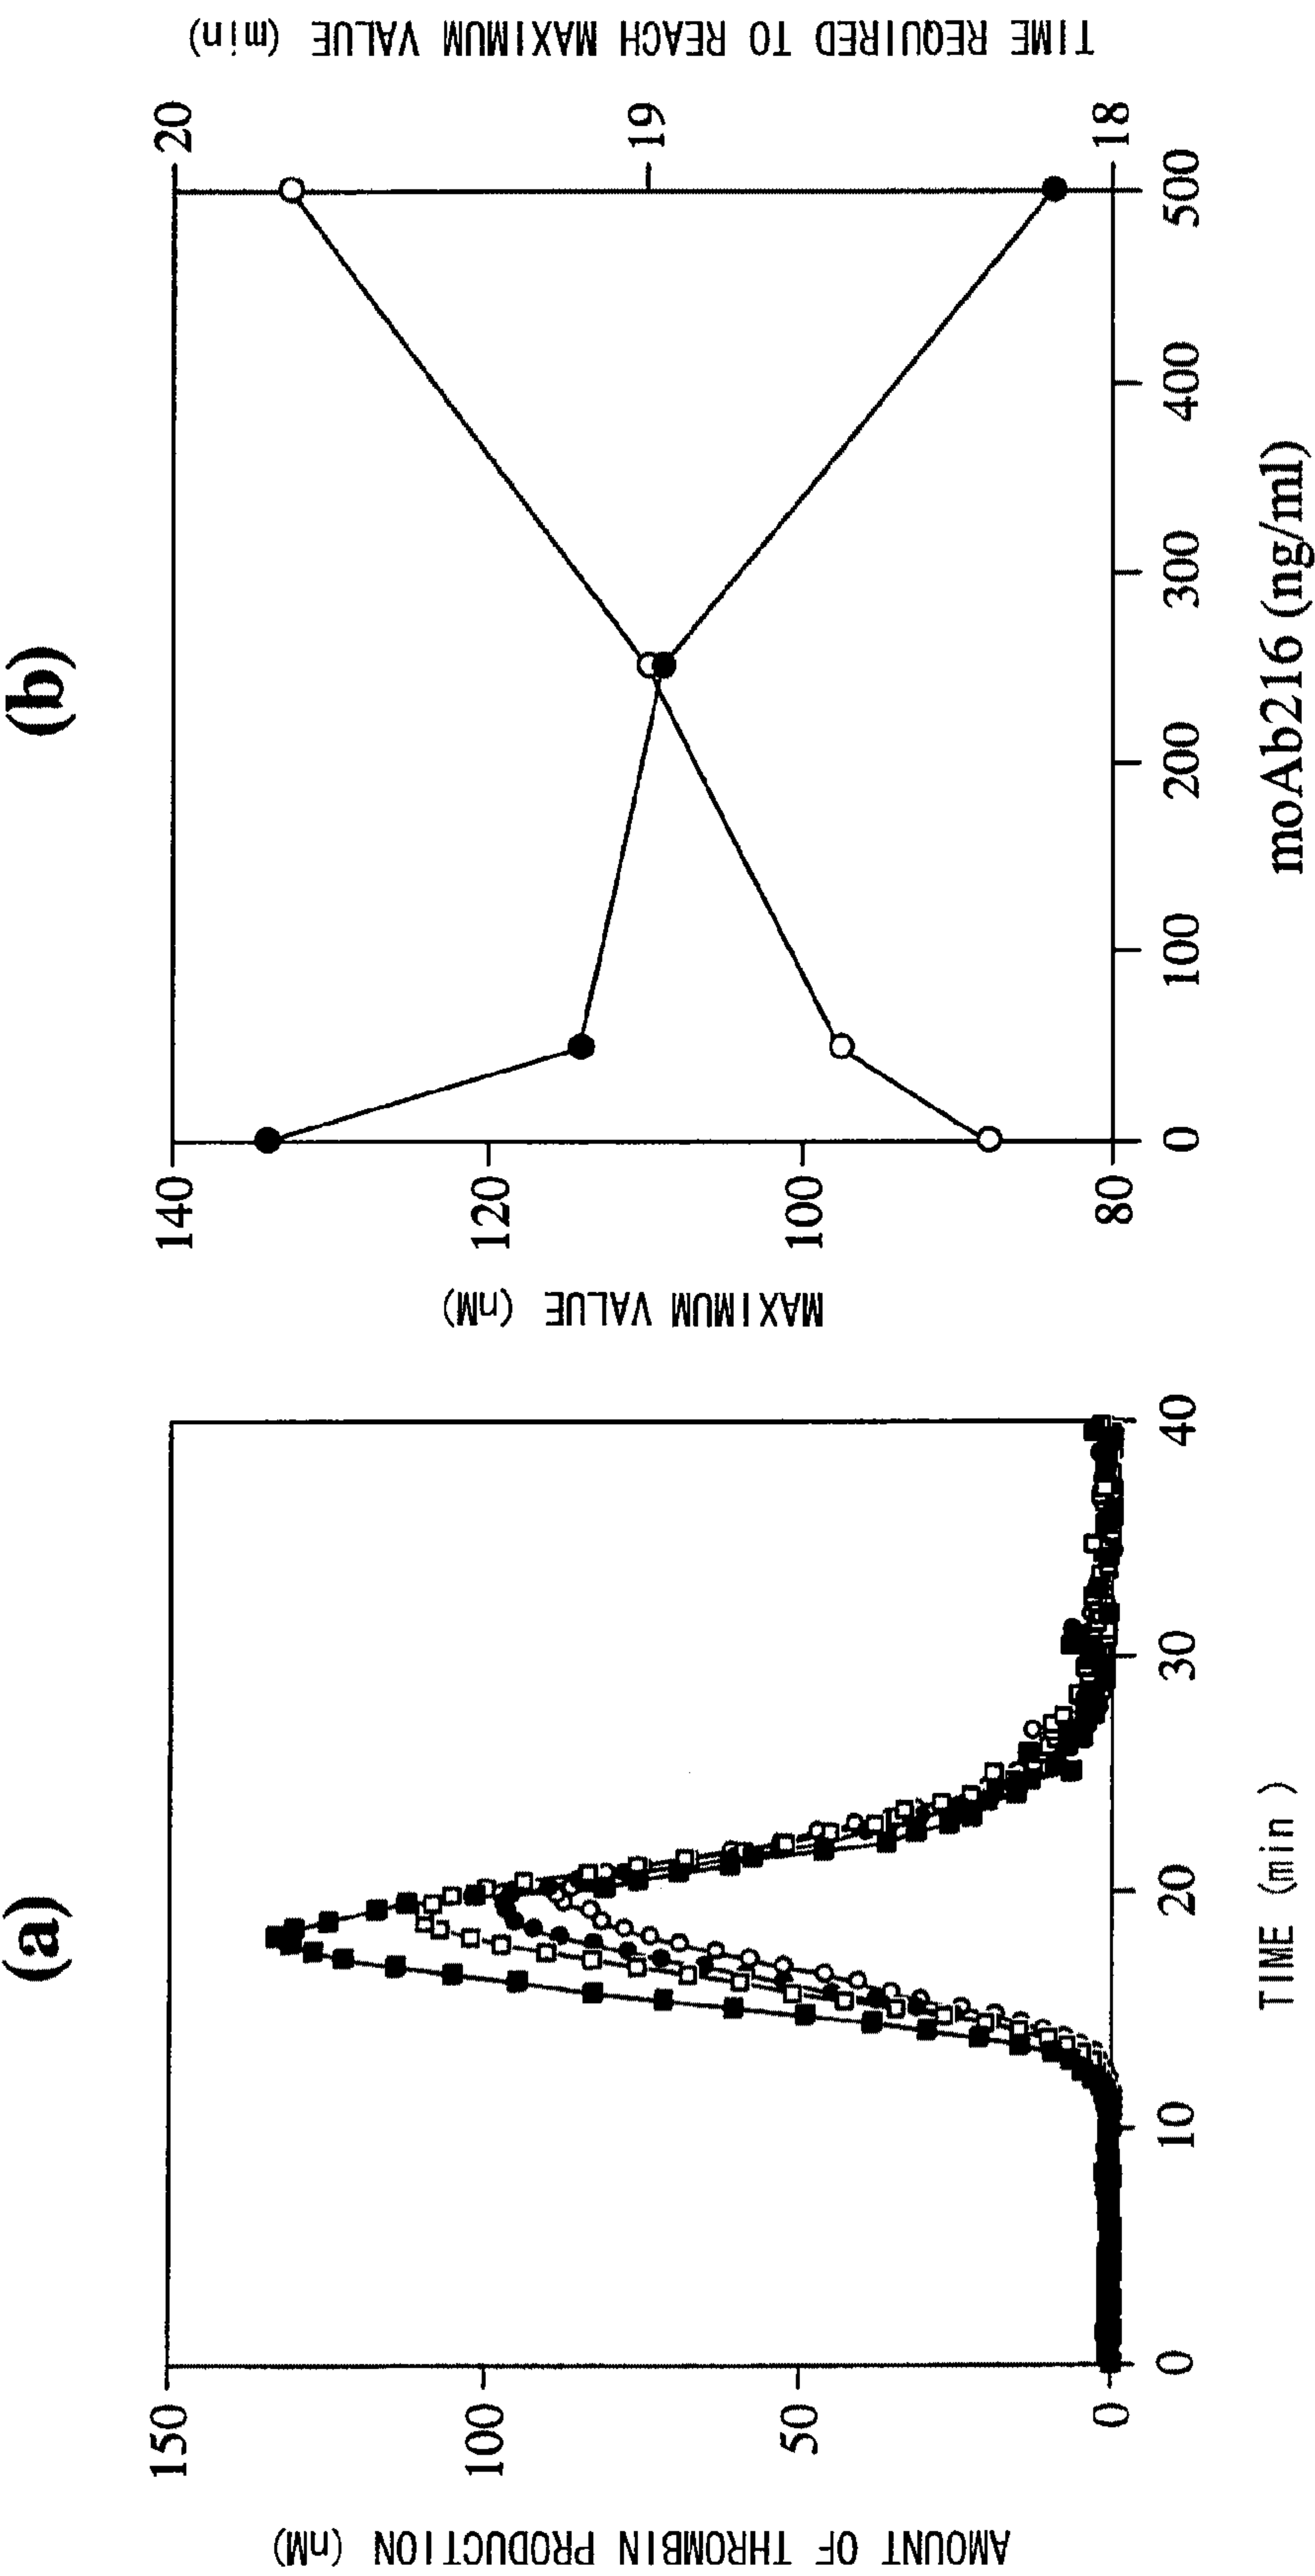 (a)
AMOUNT OF THROMBIN PRODUCTION (nM)
150
100
50
0
0 10 20 30 40
TIME (min)
(b)
MAXIMUM VALUE (nM)
140
120
100
80
0 100 200 300 400 500
moAb216 (ng/ml)
20
19
18
TIME REQUIRED TO REACH MAXIMUM VALUE (min)